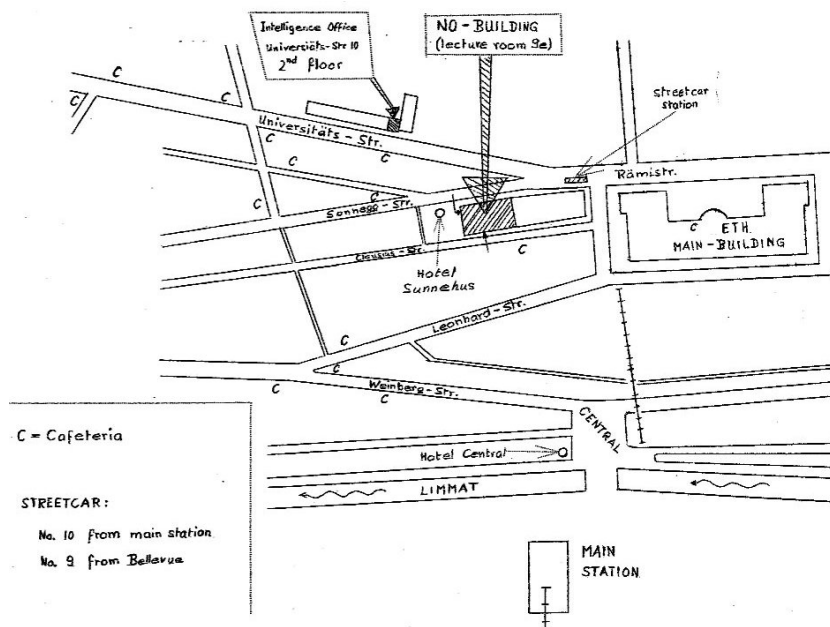 Intelligence Office
Universitäts-Str 10
2nd floor
NO-BUILDING
(lecture room 9e)
streetcar
station
C
C
C
Universitäts-Str.
C
C
C
C
Rämistr.
Sonnegg-Str.
C
Clausius-Str.
C
C ETH
MAIN-BUILDING
Hotel
Sunnehus
Leonhard-Str.
C
C
C
Weinberg-Str.
C
CENTRAL
C = Cafeteria
Hotel Central
LIMMAT
STREETCAR:
No. 10 from main station
No. 9 from Bellevue
MAIN
STATION